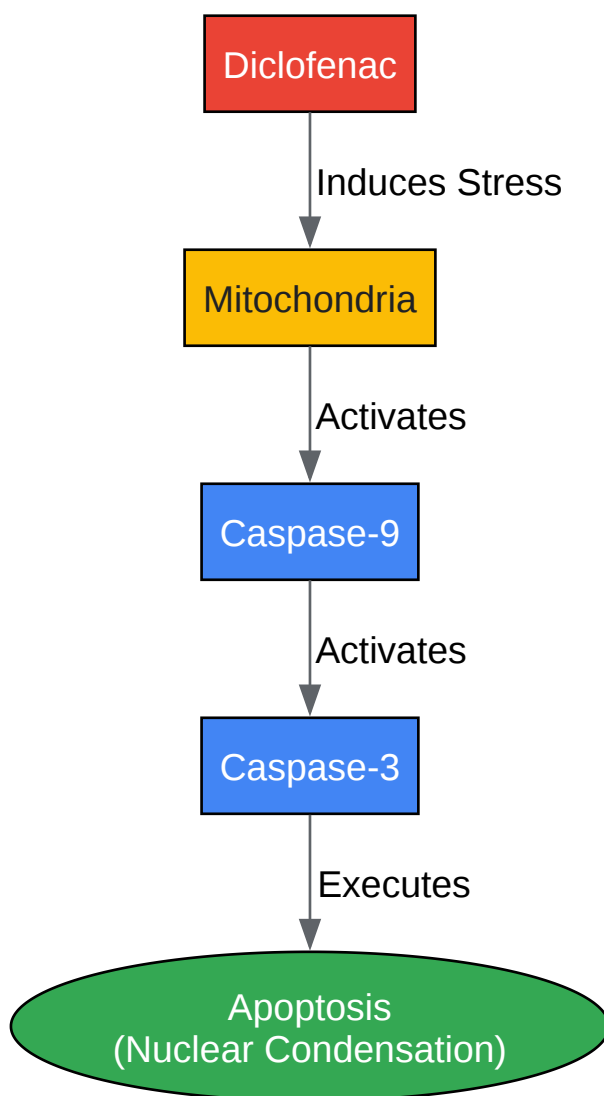 Diclofenac
Induces Stress
Mitochondria
Activates
Caspase-9
Activates
Caspase-3
Executes
Apoptosis
(Nuclear Condensation)